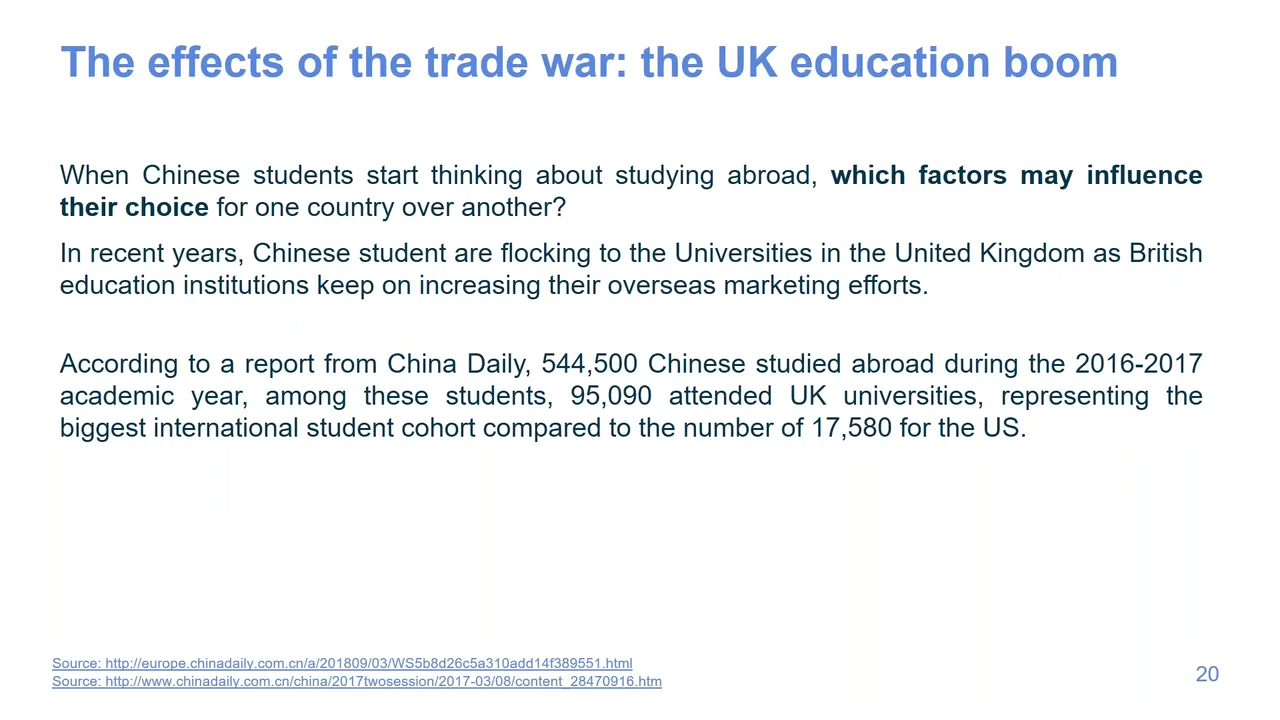 The effects of the trade war: the UK education boom
When Chinese students start thinking about studying abroad, which factors may influence
their choice for one country over another?
In recent years, Chinese student are flocking to the Universities in the United Kingdom as British
education institutions keep on increasing their overseas marketing efforts.
According to a report from China Daily, 544,500 Chinese studied abroad during the 2016-2017
academic year, among these students, 95,090 attended UK universities, representing the
biggest international student cohort compared to the number of 17,580 for the US.
Source: http://europe.chinadaily.com.cn/a/201809/03/WS5b8d26c5a310add14f389551.html
Source: http://www.chinadaily.com.cn/china/2017twosession/2017-03/08/content_28470916.htm
20